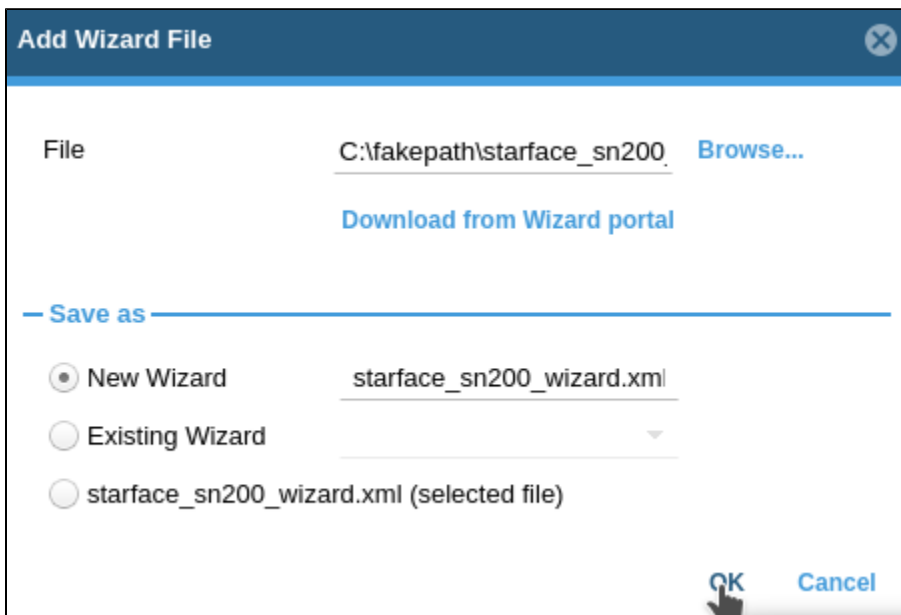 Add Wizard File
File C:\fakepath\starface_sn200_ Browse...
Download from Wizard portal
Save as
New Wizard starface_sn200_wizard.xml
Existing Wizard
starface_sn200_wizard.xml (selected file)
OK Cancel